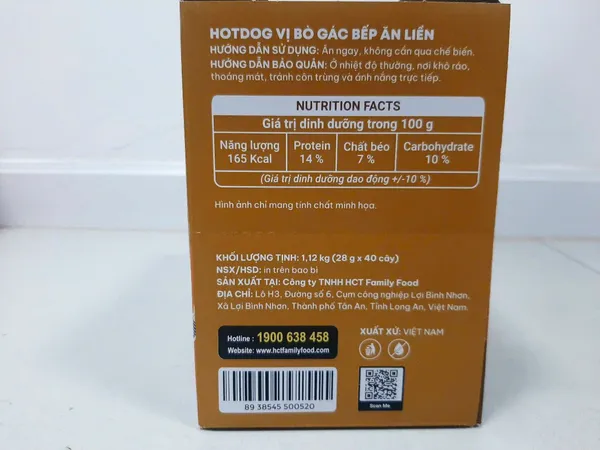 HOTDOG VỊ BÒ GÁC BẾP ĂN LIỀN
HƯỚNG DẪN SỬ DỤNG: Ăn ngay, không cần qua chế biến.
HƯỚNG DẪN BẢO QUẢN: Ở nhiệt độ thường, nơi khô ráo,
thoáng mát, tránh côn trùng và ánh nắng trực tiếp.
NUTRITION FACTS
Giá trị dinh dưỡng trong 100 g
Năng lượng Protein Chất béo Carbohydrate
165 Kcal 14 % 7 % 10 %
(Giá trị dinh dưỡng dao động +/-10 %)
Hình ảnh chỉ mang tính chất minh họa.
KHỐI LƯỢNG TỊNH: 1,12 kg (28 g x 40 cây)
NSX/HSD: in trên bao bì
SẢN XUẤT TẠI: Công ty TNHH HCT Family Food
ĐỊA CHỈ: Lô H3, Đường số 6, Cụm công nghiệp Lợi Bình Nhơn,
Xã Lợi Bình Nhơn, Thành phố Tân An, Tỉnh Long An, Việt Nam.
Hotline : 1900 638 458
Website: www.hctfamilyfood.com
XUẤT XỨ: VIỆT NAM
89 38545 500520
Scan Me